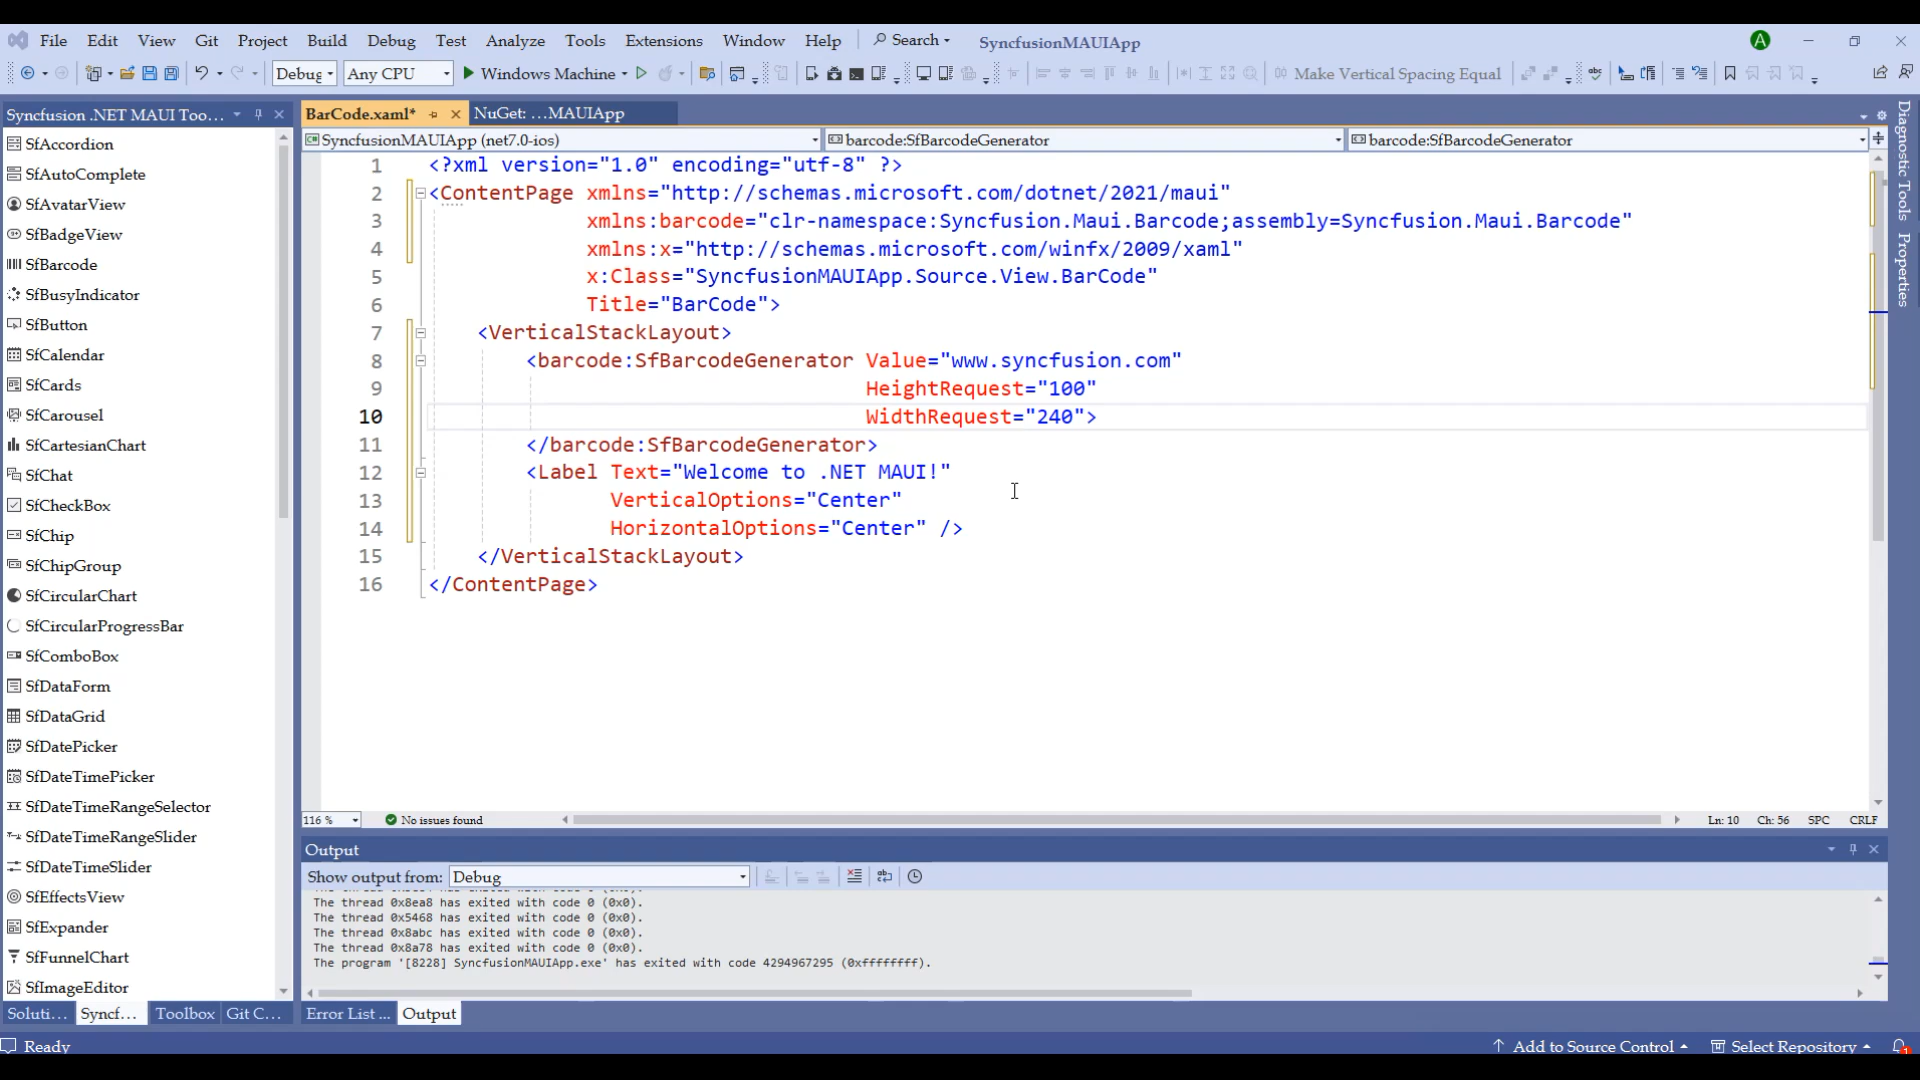 File Edit View Git Project Build Debug Test Analyze Tools Extensions Window Help Search SyncfusionMAUIApp A
Debug Any CPU Windows Machine Make Vertical Spacing Equal
Syncfusion .NET MAUI Too...
SfAccordion
SfAutoComplete
SfAvatarView
SfBadgeView
SfBarcode
SfBusyIndicator
SfButton
SfCalendar
SfCards
SfCarousel
SfCartesianChart
SfChat
SfCheckBox
SfChip
SfChipGroup
SfCircularChart
SfCircularProgressBar
SfComboBox
SfDataForm
SfDataGrid
SfDatePicker
SfDateTimePicker
SfDateTimeRangeSelector
SfDateTimeRangeSlider
SfDateTimeSlider
SfEffectsView
SfExpander
SfFunnelChart
SfImageEditor
Soluti... Syncf... Toolbox Git C...
BarCode.xaml* NuGet: ...MAUIApp
SyncfusionMAUIApp (net7.0-ios) barcode:SfBarcodeGenerator barcode:SfBarcodeGenerator
1 <?xml version="1.0" encoding="utf-8" ?>
2 <ContentPage xmlns="http://schemas.microsoft.com/dotnet/2021/maui"
3 xmlns:barcode="clr-namespace:Syncfusion.Maui.Barcode;assembly=Syncfusion.Maui.Barcode"
4 xmlns:x="http://schemas.microsoft.com/winfx/2009/xaml"
5 x:Class="SyncfusionMAUIApp.Source.View.BarCode"
6 Title="BarCode">
7 <VerticalStackLayout>
8 <barcode:SfBarcodeGenerator Value="www.syncfusion.com"
9 HeightRequest="100"
10 WidthRequest="240">
11 </barcode:SfBarcodeGenerator>
12 <Label Text="Welcome to .NET MAUI!"
13 VerticalOptions="Center"
14 HorizontalOptions="Center" />
15 </VerticalStackLayout>
16 </ContentPage>
116 % No issues found Ln: 10 Ch: 56 SPC CRLF
Output
Show output from: Debug
The thread 0x8ea8 has exited with code 0 (0x0).
The thread 0x5468 has exited with code 0 (0x0).
The thread 0x8abc has exited with code 0 (0x0).
The thread 0x8a78 has exited with code 0 (0x0).
The program '[8228] SyncfusionMAUIApp.exe' has exited with code 4294967295 (0xffffffff).
Error List ... Output
Diagnostic Tools
Properties
Ready Add to Source Control Select Repository 1